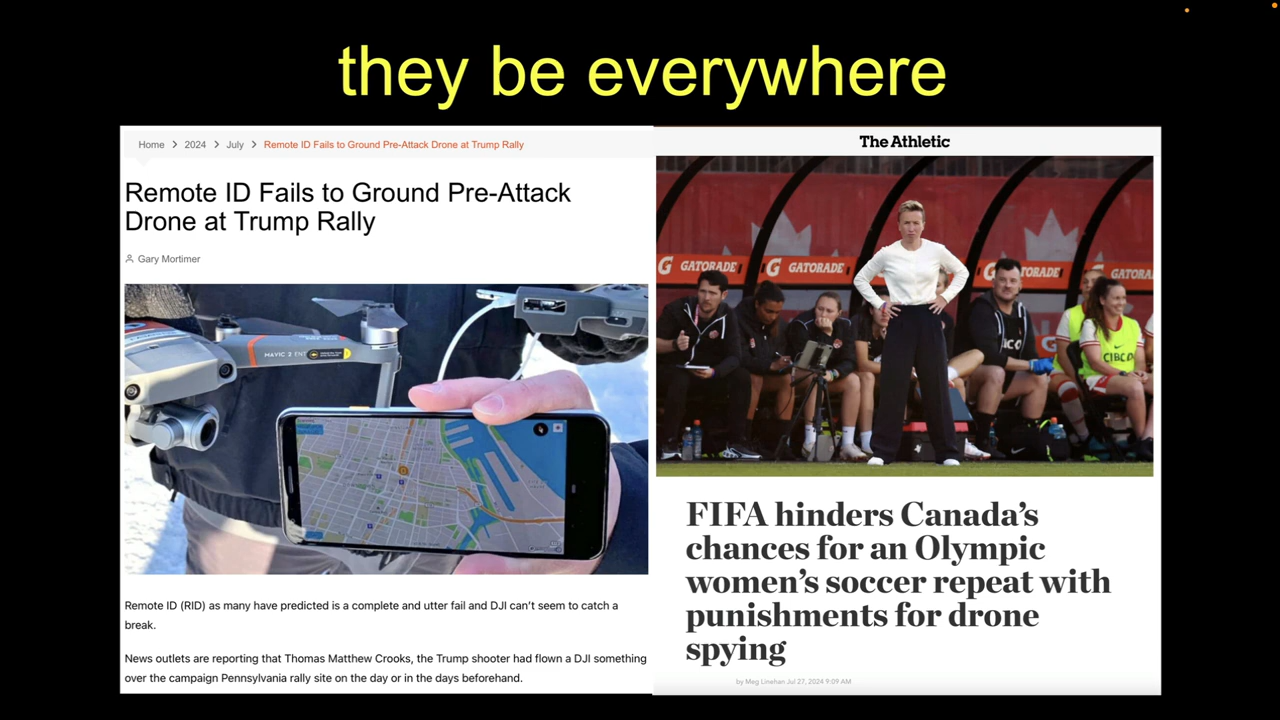 they be everywhere
Home > 2024 > July > Remote ID Fails to Ground Pre-Attack Drone at Trump Rally
Remote ID Fails to Ground Pre-Attack
Drone at Trump Rally
Gary Mortimer
MAVIC 2 ENT
Remote ID (RID) as many have predicted is a complete and utter fail and DJI can't seem to catch a
break.
News outlets are reporting that Thomas Matthew Crooks, the Trump shooter had flown a DJI something
over the campaign Pennsylvania rally site on the day or in the days beforehand.
The Athletic
G GATORADE
G GATORADE
GATORADE
G GATORA
CIBC
FIFA hinders Canada's
chances for an Olympic
women's soccer repeat with
punishments for drone
spying
by Meg Linehan Jul 27, 2024 9:09 AM